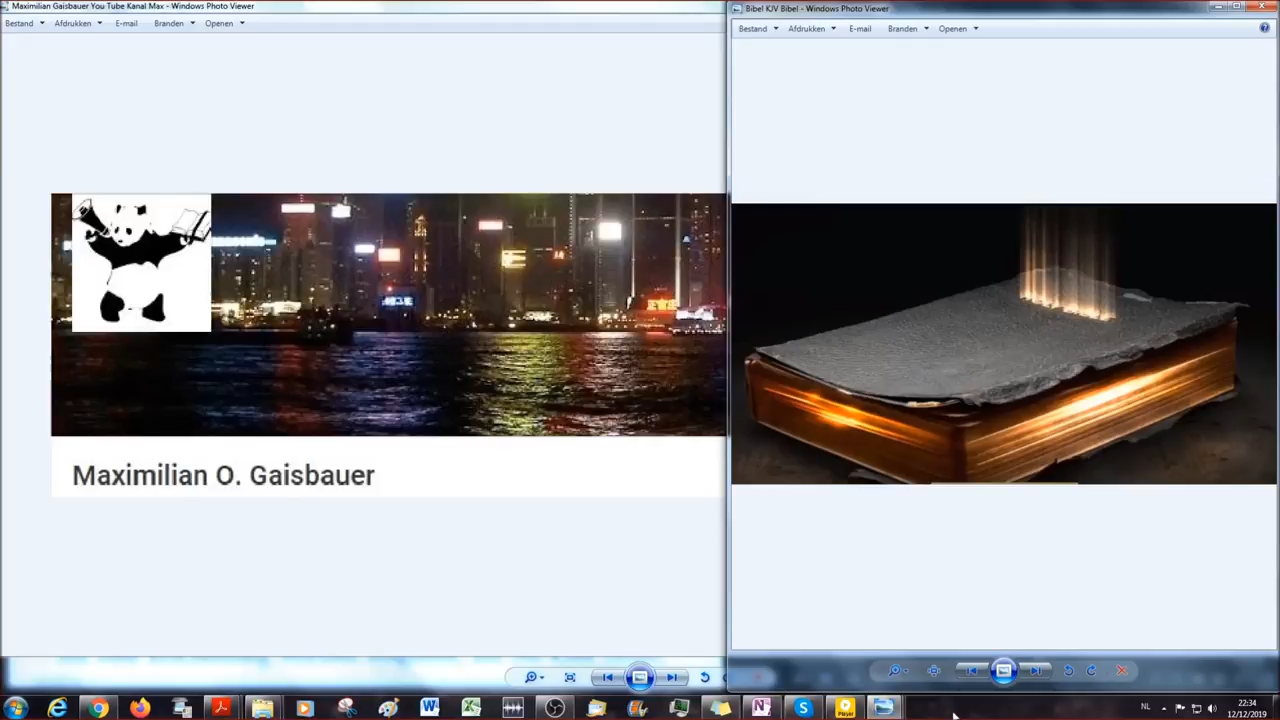 Maximilian Gaisbauer You Tube Kanal Max - Windows Photo Viewer
Bestand Afdrukken E-mail Branden Openen
Bibel KJV Bibel - Windows Photo Viewer
Bestand Afdrukken E-mail Branden Openen
Maximilian O. Gaisbauer
NL
22:34
12/12/2019